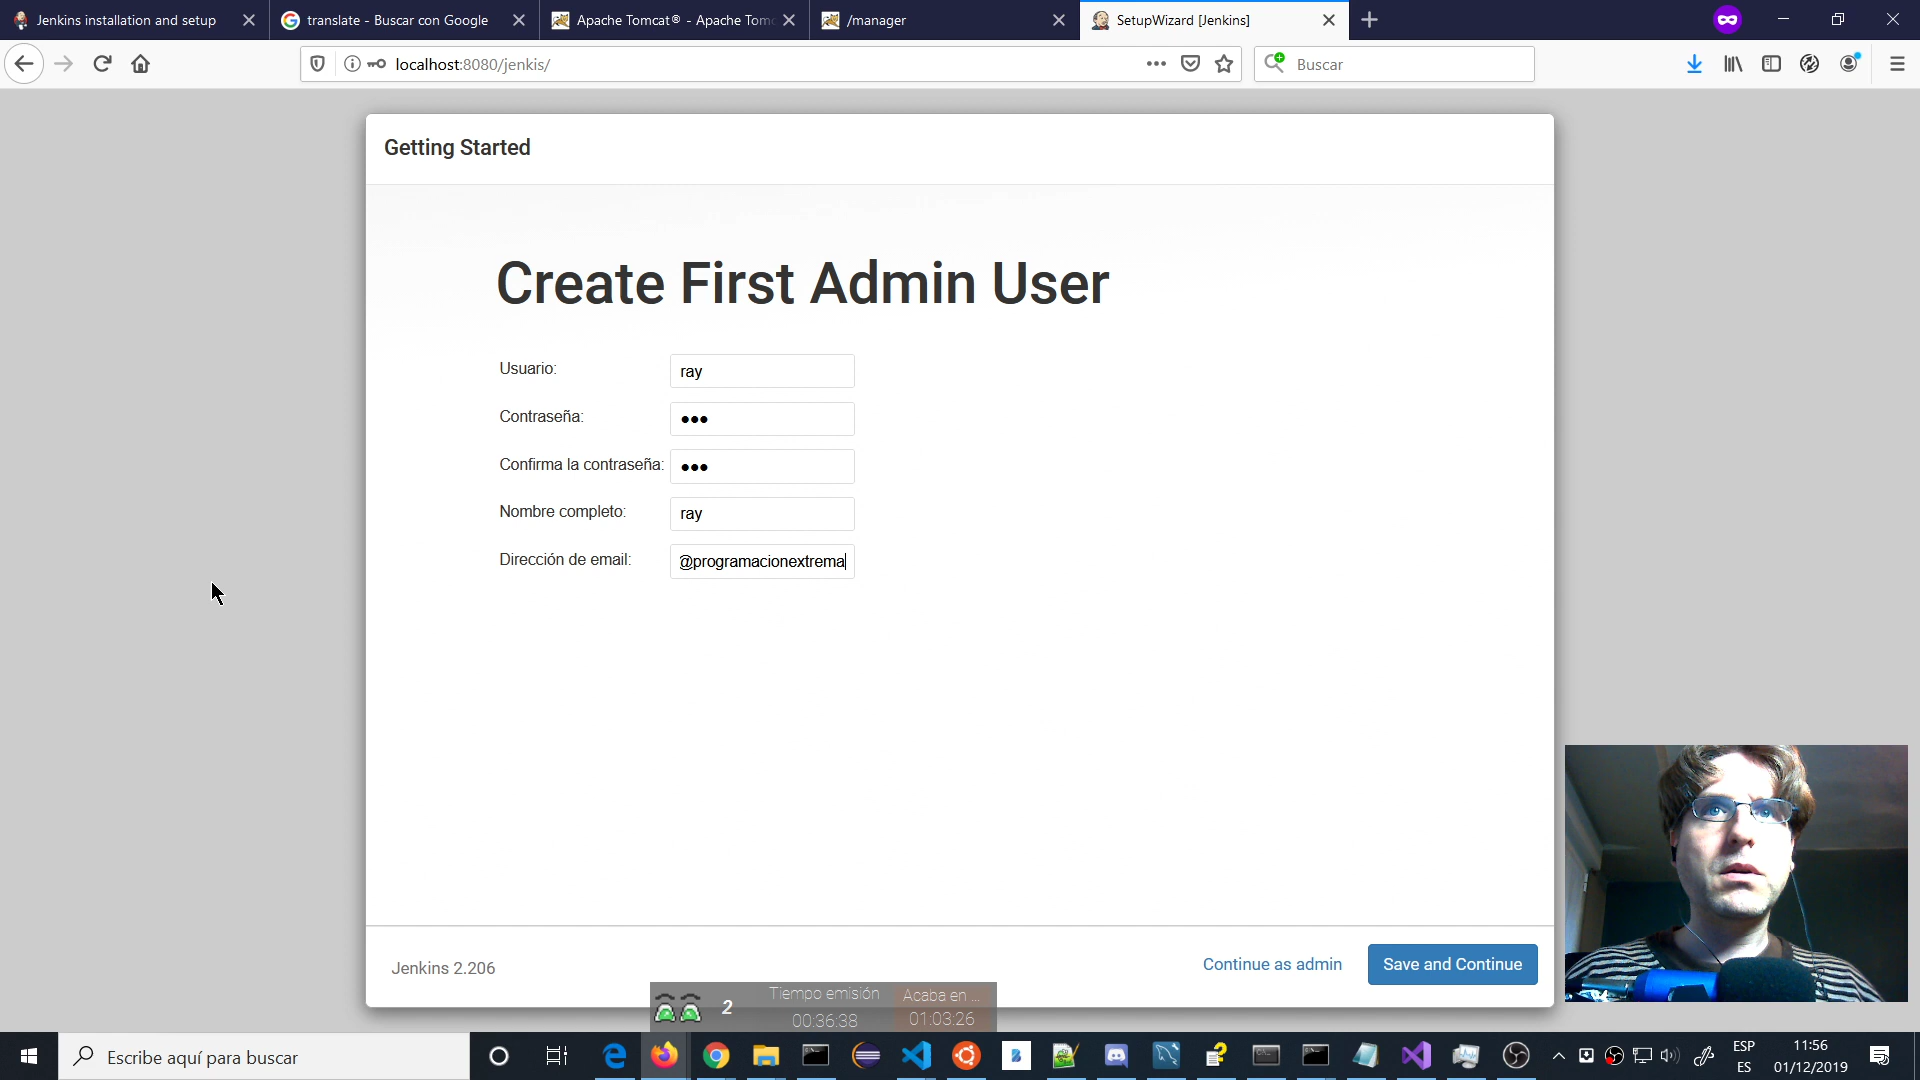 Jenkins installation and setup
translate - Buscar con Google
Apache Tomcat® - Apache Tom
/manager
SetupWizard [Jenkins]
localhost:8080/jenkis/
Buscar
Getting Started
Create First Admin User
Usuario:
ray
Contraseña:
•••
Confirma la contraseña:
•••
Nombre completo:
ray
Dirección de email:
@programacionextrema
Jenkins 2.206
Continue as admin
Save and Continue
2
Tiempo emisión
00:36:38
Acaba en ...
01:03:26
Escribe aquí para buscar
ESP
ES
11:56
01/12/2019